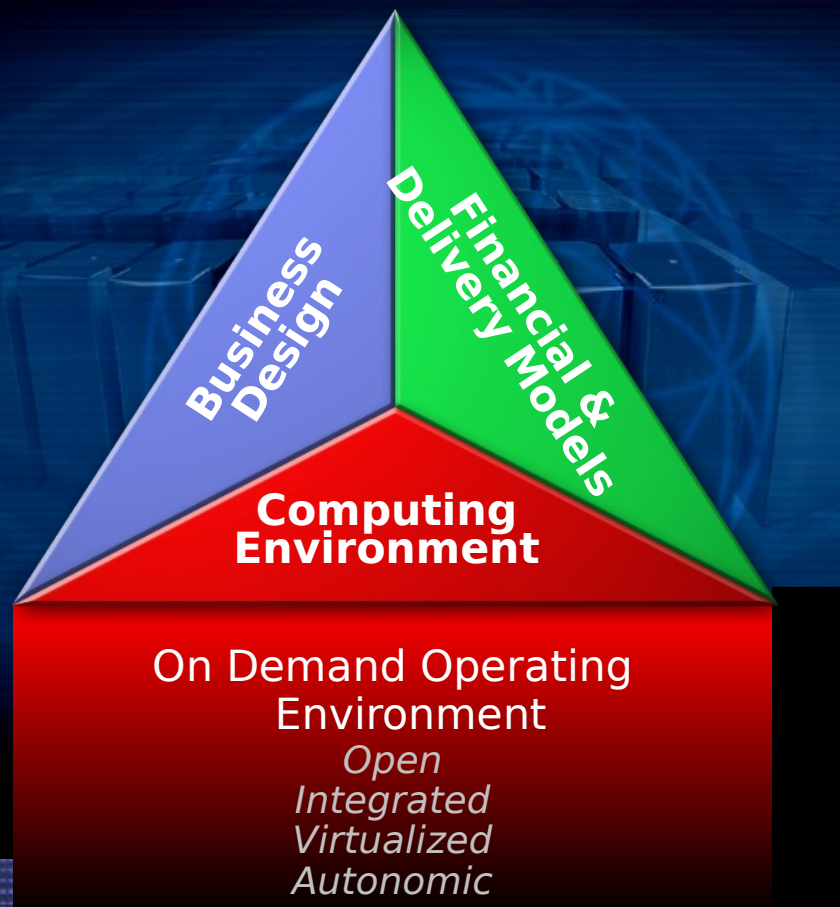 Business
Design
Financial &
Delivery Models
Computing
Environment
On Demand Operating
Environment
Open
Integrated
Virtualized
Autonomic